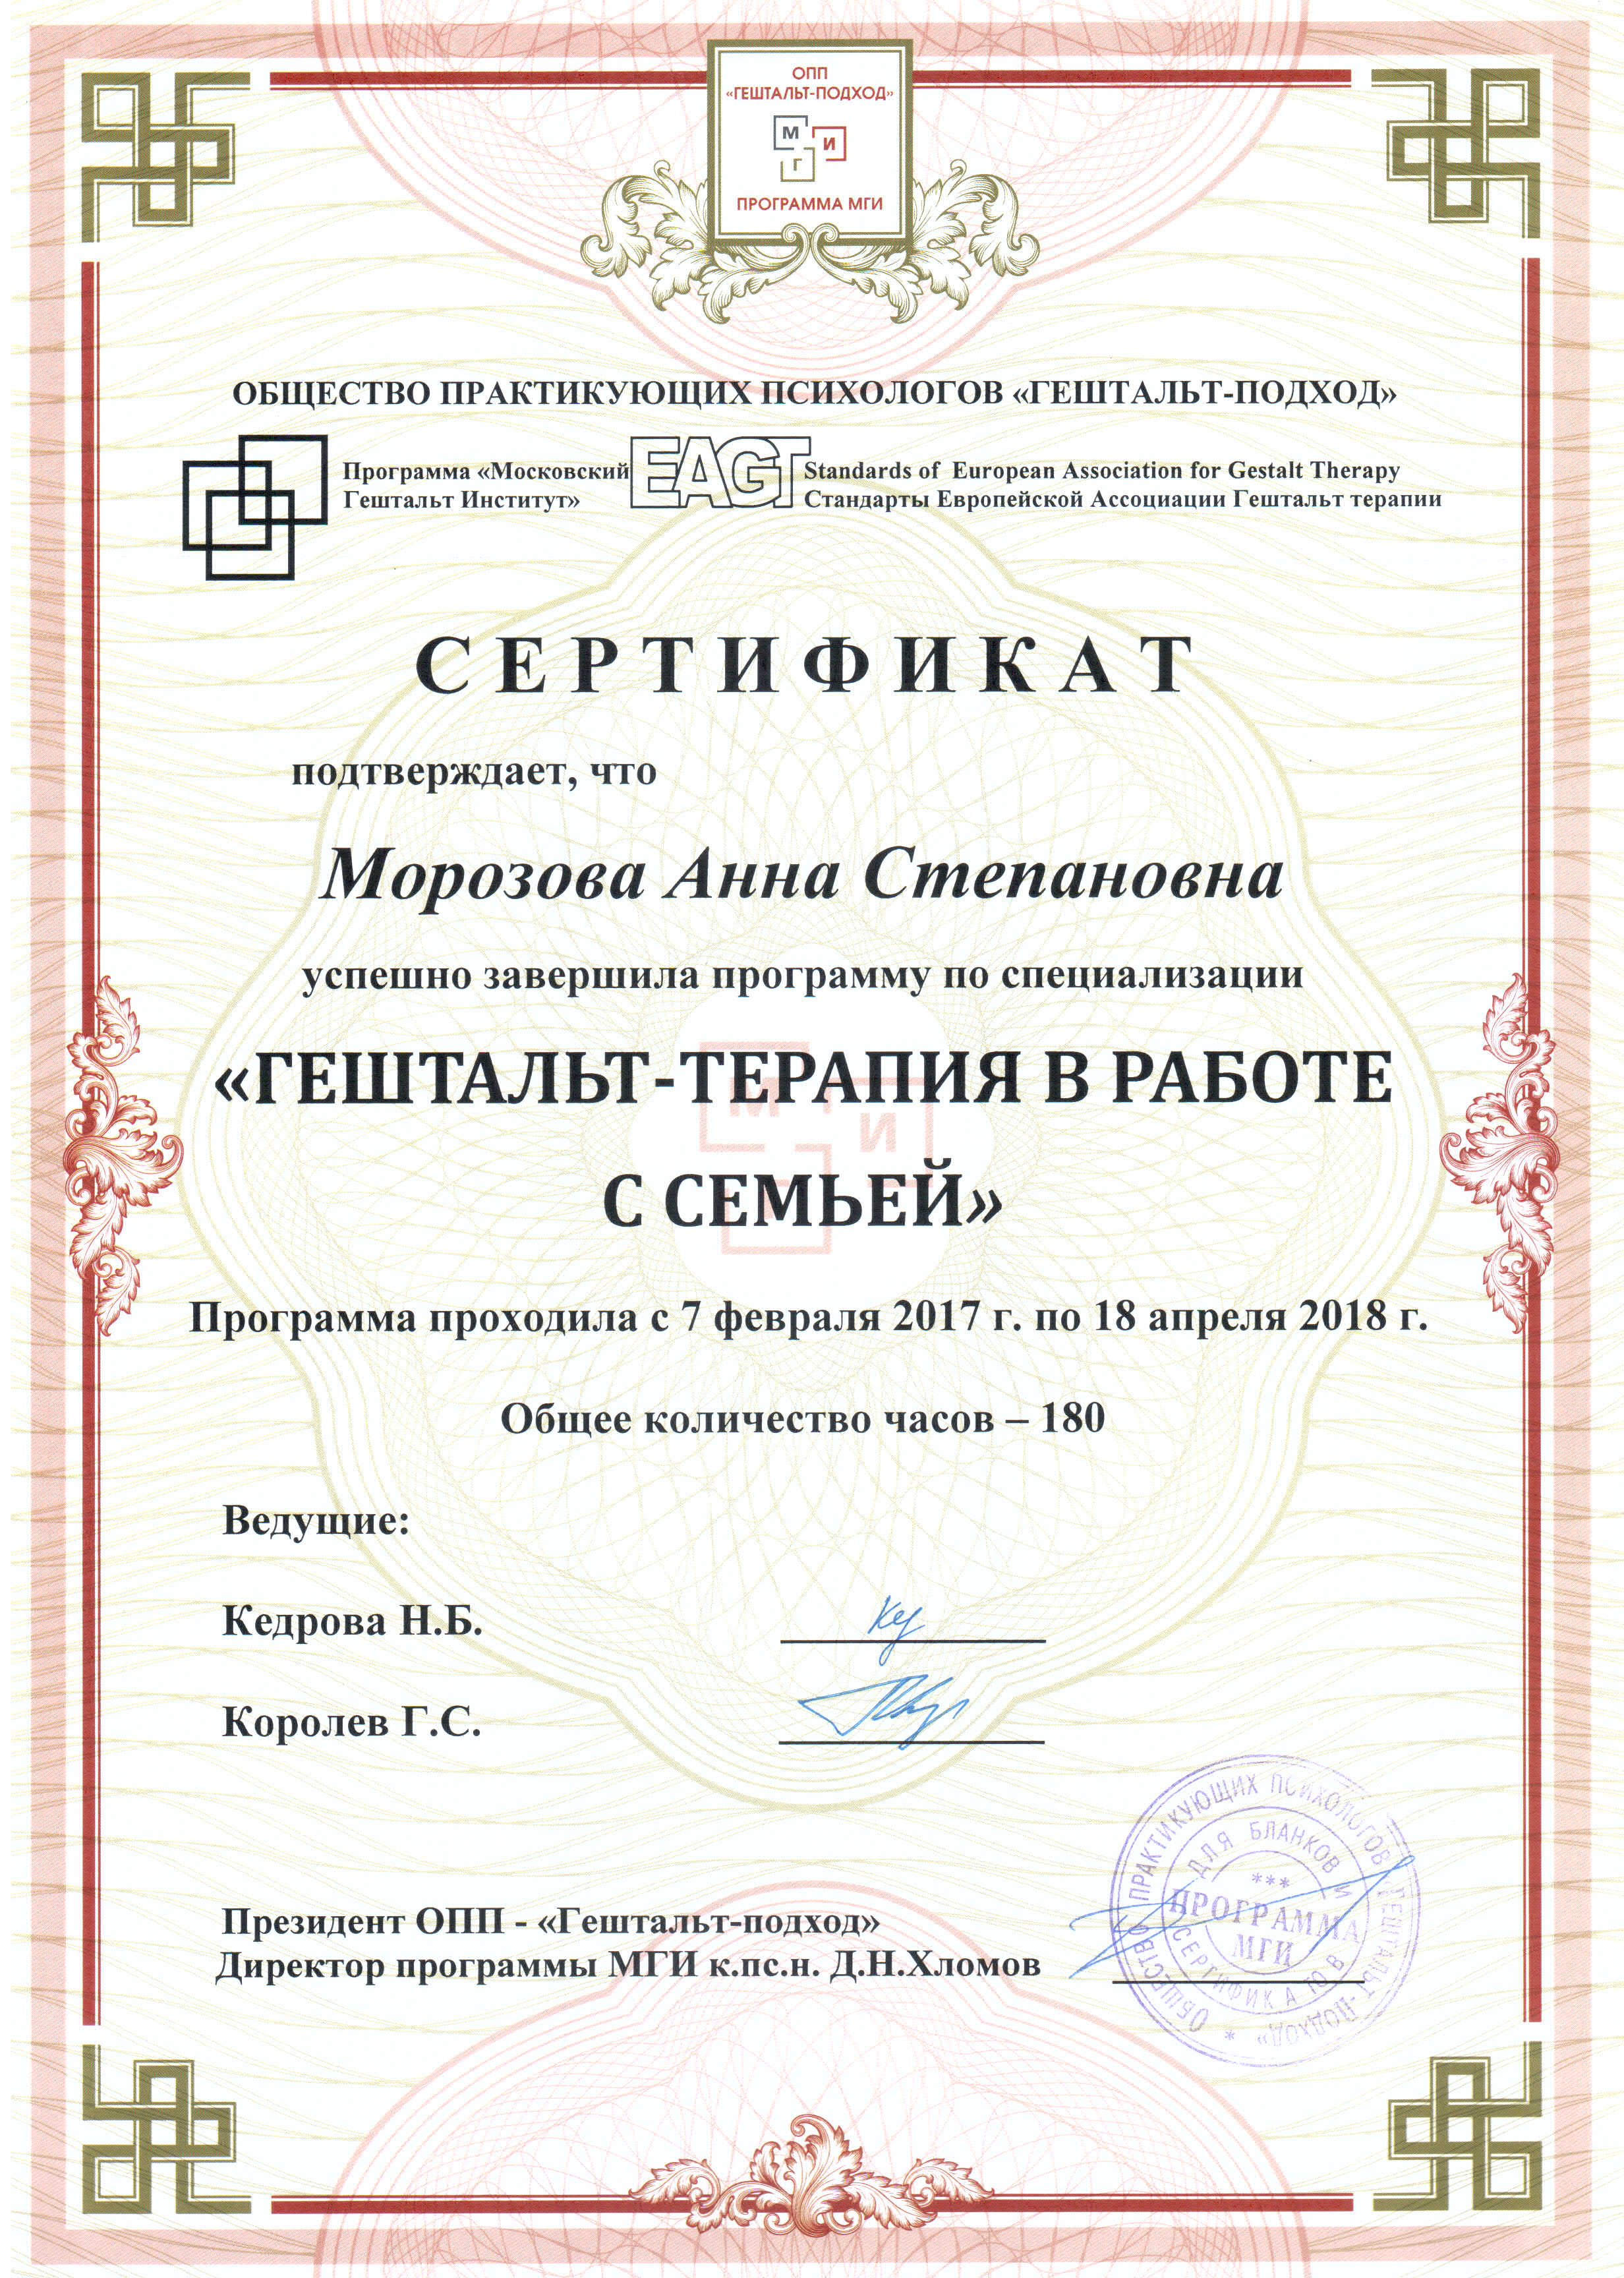 ОПП
«ГЕШТАЛЬТ-ПОДХОД»
М И Г
ПРОГРАММА МГИ
ОБЩЕСТВО ПРАКТИКУЮЩИХ ПСИХОЛОГОВ «ГЕШТАЛЬТ-ПОДХОД»
Программа «Московский
Гештальт Институт»
EAGT
Standards of European Association for Gestalt Therapy
Стандарты Европейской Ассоциации Гештальт терапии
СЕРТИФИКАТ
подтверждает, что
Морозова Анна Степановна
успешно завершила программу по специализации
«ГЕШТАЛЬТ-ТЕРАПИЯ В РАБОТЕ
С СЕМЬЕЙ»
М И
Программа проходила с 7 февраля 2017 г. по 18 апреля 2018 г.
Общее количество часов – 180
Ведущие:
Кедрова Н.Б.
Королев Г.С.
Президент ОПП - «Гештальт-подход»
Директор программы МГИ к.пс.н. Д.Н.Хломов
ОБЩЕСТВО ПРАКТИКУЮЩИХ ПСИХОЛОГОВ «ГЕШТАЛЬТ-ПОДХОД» *
ДЛЯ БЛАНКОВ И СЕРТИФИКАТОВ
***
ПРОГРАММА
МГИ